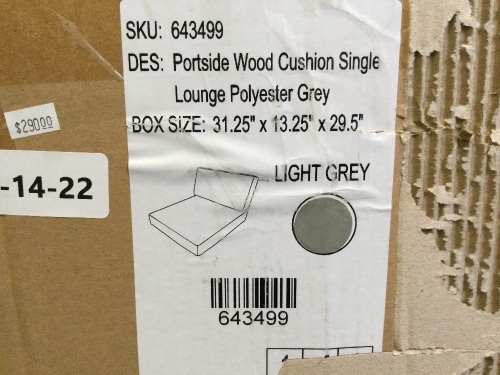 SKU: 643499
DES: Portside Wood Cushion Single
Lounge Polyester Grey
BOX SIZE: 31.25" x 13.25" x 29.5"
$290.00
LIGHT GREY
-14-22
643499